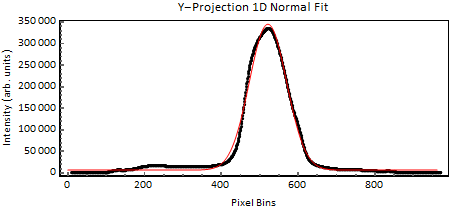 Y-Projection 1D Normal Fit
350 000
300 000
250 000
200 000
150 000
100 000
50 000
0
Intensity (arb. units)
0 200 400 600 800
Pixel Bins